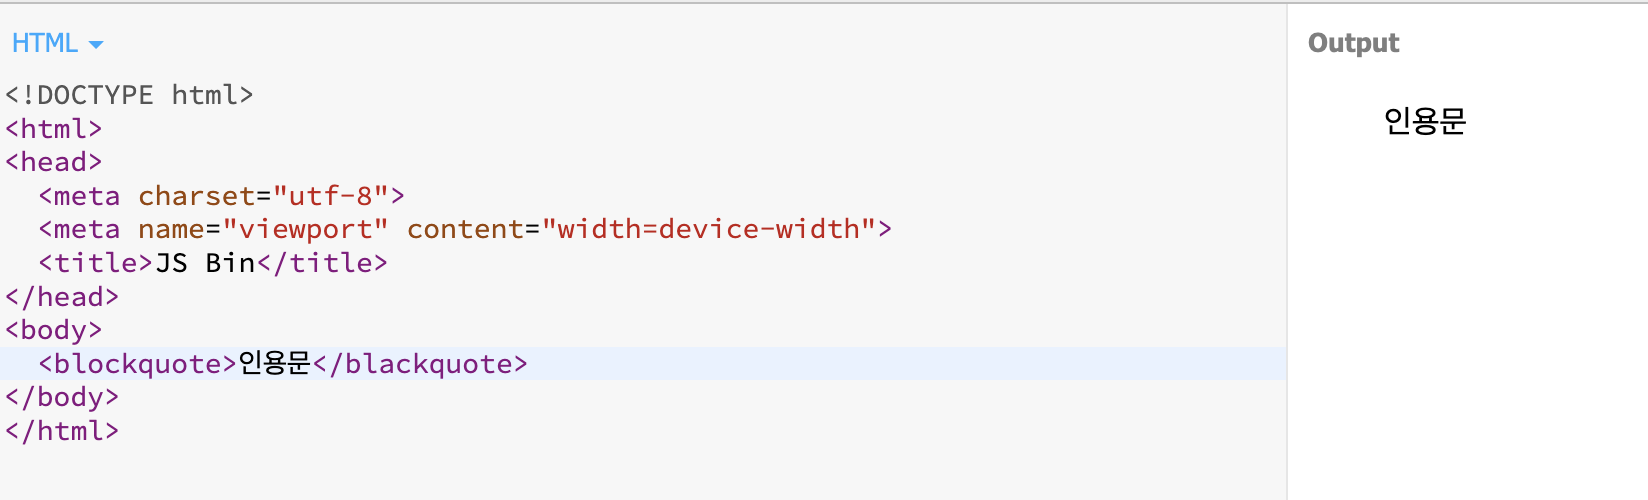 HTML
Output
<!DOCTYPE html>
<html>
<head>
<meta charset="utf-8">
<meta name="viewport" content="width=device-width">
<title>JS Bin</title>
</head>
<body>
<blockquote>인용문</blackquote>
</body>
</html>
인용문